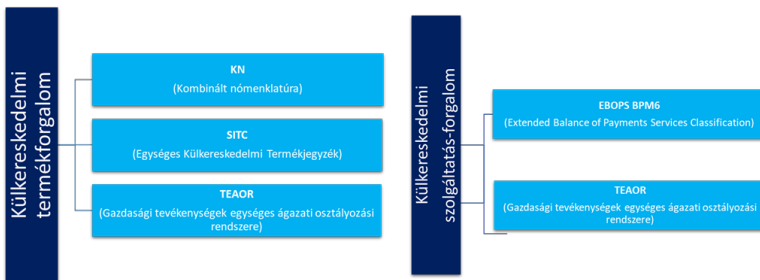 Külkereskedelmi
termékforgalom
KN
(Kombinált nómenklatúra)
SITC
(Egységes Külkereskedelmi Termékjegyzék)
TEAOR
(Gazdasági tevékenységek egységes ágazati osztályozási
rendszere)
Külkereskedelmi
szolgáltatás-forgalom
EBOPS BPM6
(Extended Balance of Payments Services Classification)
TEAOR
(Gazdasági tevékenységek egységes ágazati osztályozási
rendszere)